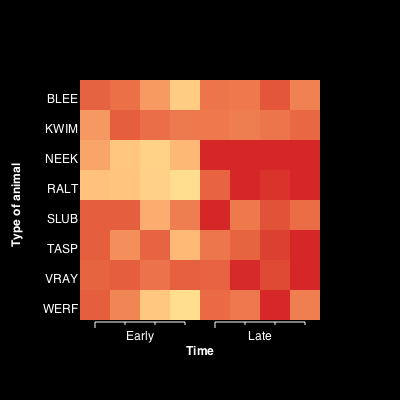 BLEE
KWIM
NEEK
RALT
SLUB
TASP
VRAY
WERF
Type of animal
Early Late
Time